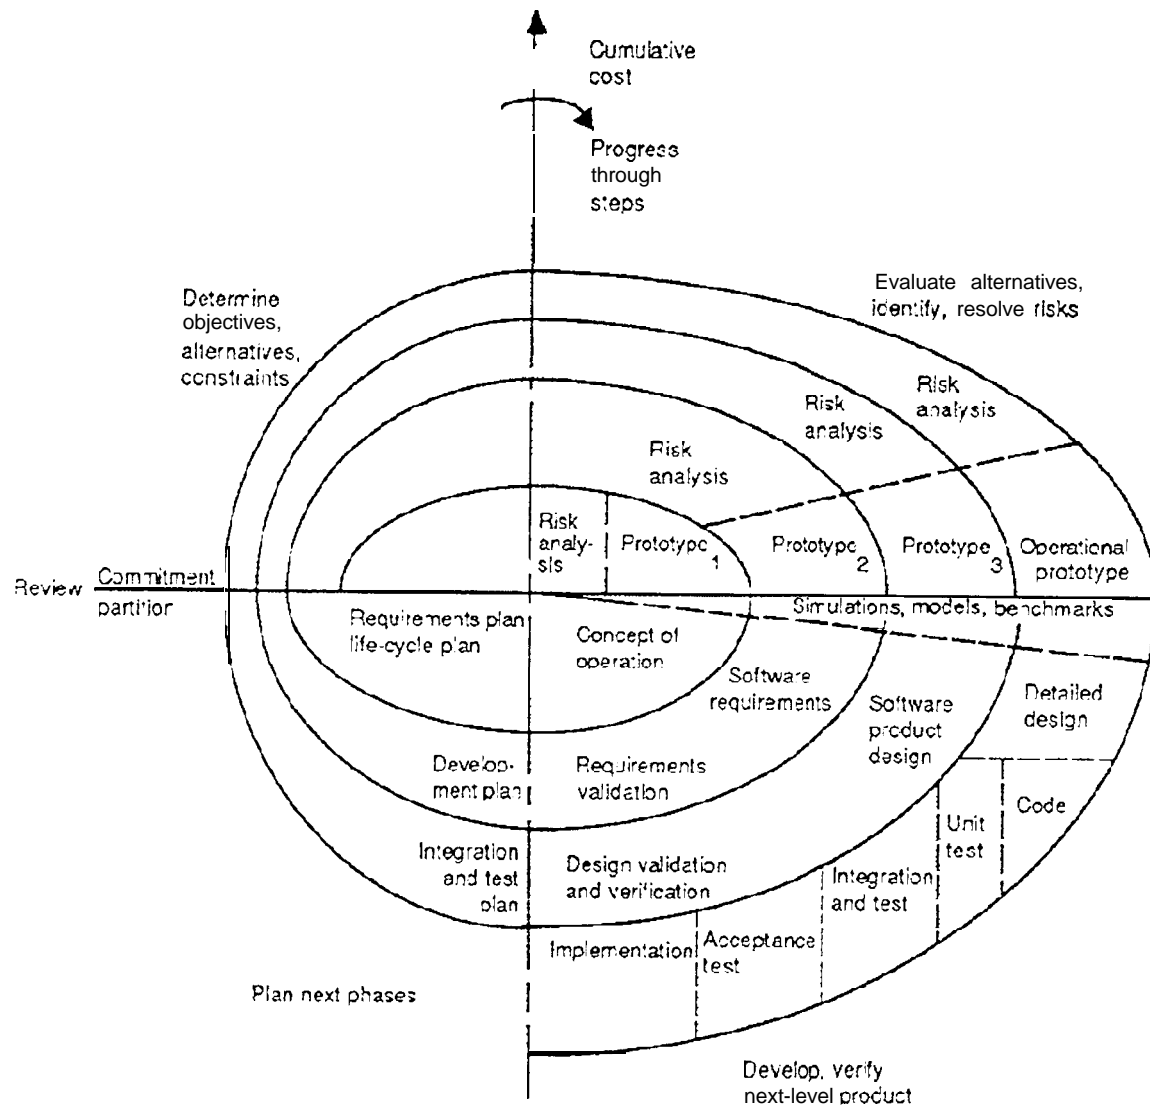 Cumulative
cost
Progress
through
steps
Evaluate alternatives,
identify, resolve risks
Determine
objectives,
alternatives,
constraints
Risk
analysis
Risk
analysis
Risk
analysis
Risk
analy-
sis
Prototype
1
Prototype
2
Prototype
3
Operational
prototype
Review
Commitment
partition
Simulations, models, benchmarks
Requirements plan
life-cycle plan
Concept of
operation
Software
requirements
Software
product
design
Detailed
design
Develop-
ment plan
Requirements
validation
Code
Unit
test
Integration
and test
plan
Design validation
and verification
Integration
and test
Implementation
Acceptance
test
Plan next phases
Develop, verify
next-level product